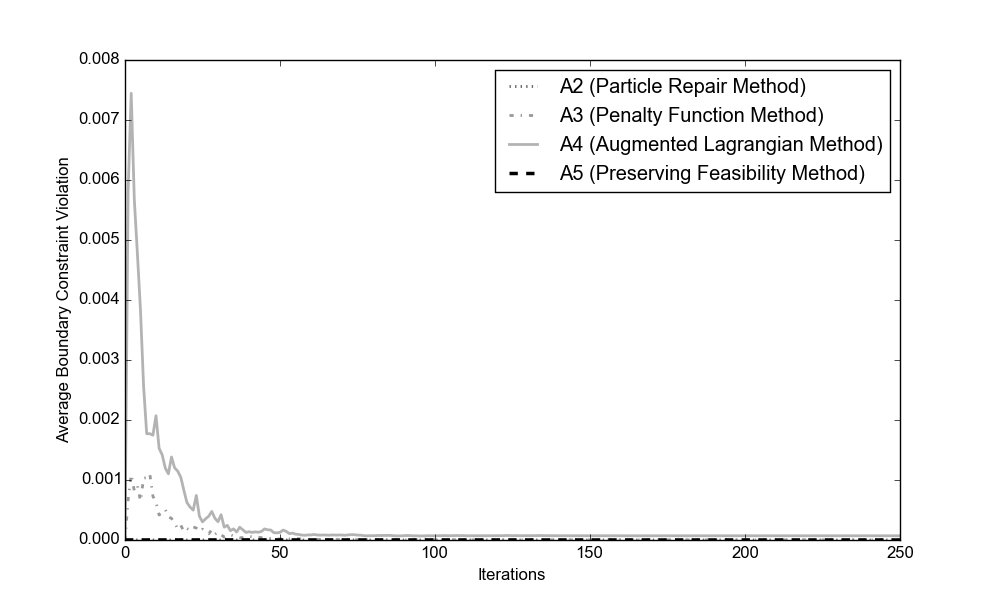 0.008
0.007
0.006
0.005
0.004
0.003
0.002
0.001
0.000
Average Boundary Constraint Violation
A2 (Particle Repair Method)
A3 (Penalty Function Method)
A4 (Augmented Lagrangian Method)
A5 (Preserving Feasibility Method)
0 50 100 150 200 250
Iterations